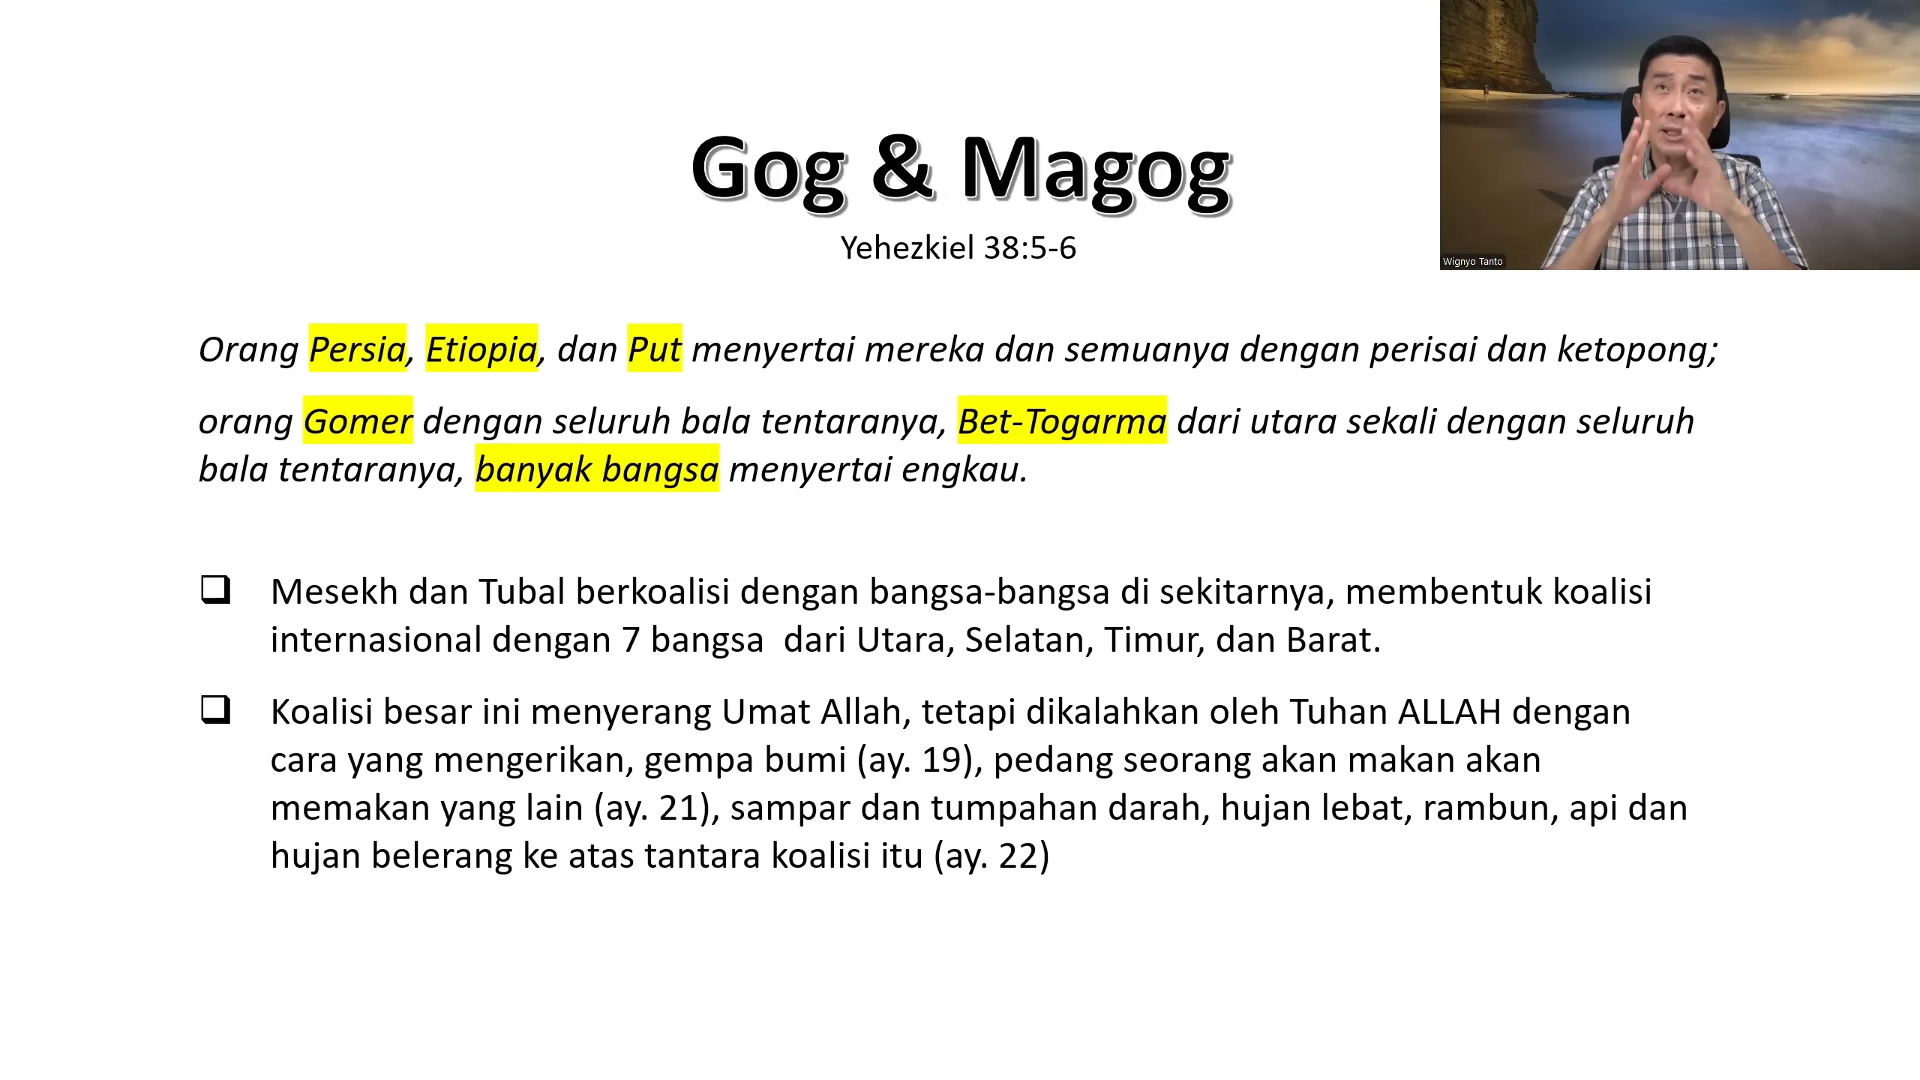 Gog & Magog
Yehezkiel 38:5-6
Wignyo Tanto
Orang Persia, Etiopia, dan Put menyertai mereka dan semuanya dengan perisai dan ketopong;
orang Gomer dengan seluruh bala tentaranya, Bet-Togarma dari utara sekali dengan seluruh
bala tentaranya, banyak bangsa menyertai engkau.
Mesekh dan Tubal berkoalisi dengan bangsa-bangsa di sekitarnya, membentuk koalisi
internasional dengan 7 bangsa  dari Utara, Selatan, Timur, dan Barat.
Koalisi besar ini menyerang Umat Allah, tetapi dikalahkan oleh Tuhan ALLAH dengan
cara yang mengerikan, gempa bumi (ay. 19), pedang seorang akan makan akan
memakan yang lain (ay. 21), sampar dan tumpahan darah, hujan lebat, rambun, api dan
hujan belerang ke atas tantara koalisi itu (ay. 22)